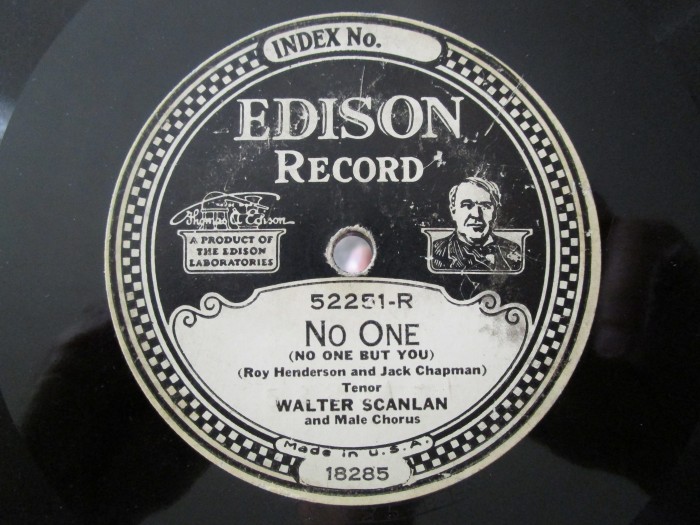 INDEX No.
EDISON
RECORD
Thomas A Edison
A PRODUCT OF
THE EDISON
LABORATORIES
52251-R
NO ONE
(NO ONE BUT YOU)
(Roy Henderson and Jack Chapman)
Tenor
WALTER SCANLAN
and Male Chorus
Made in U.S.A.
18285